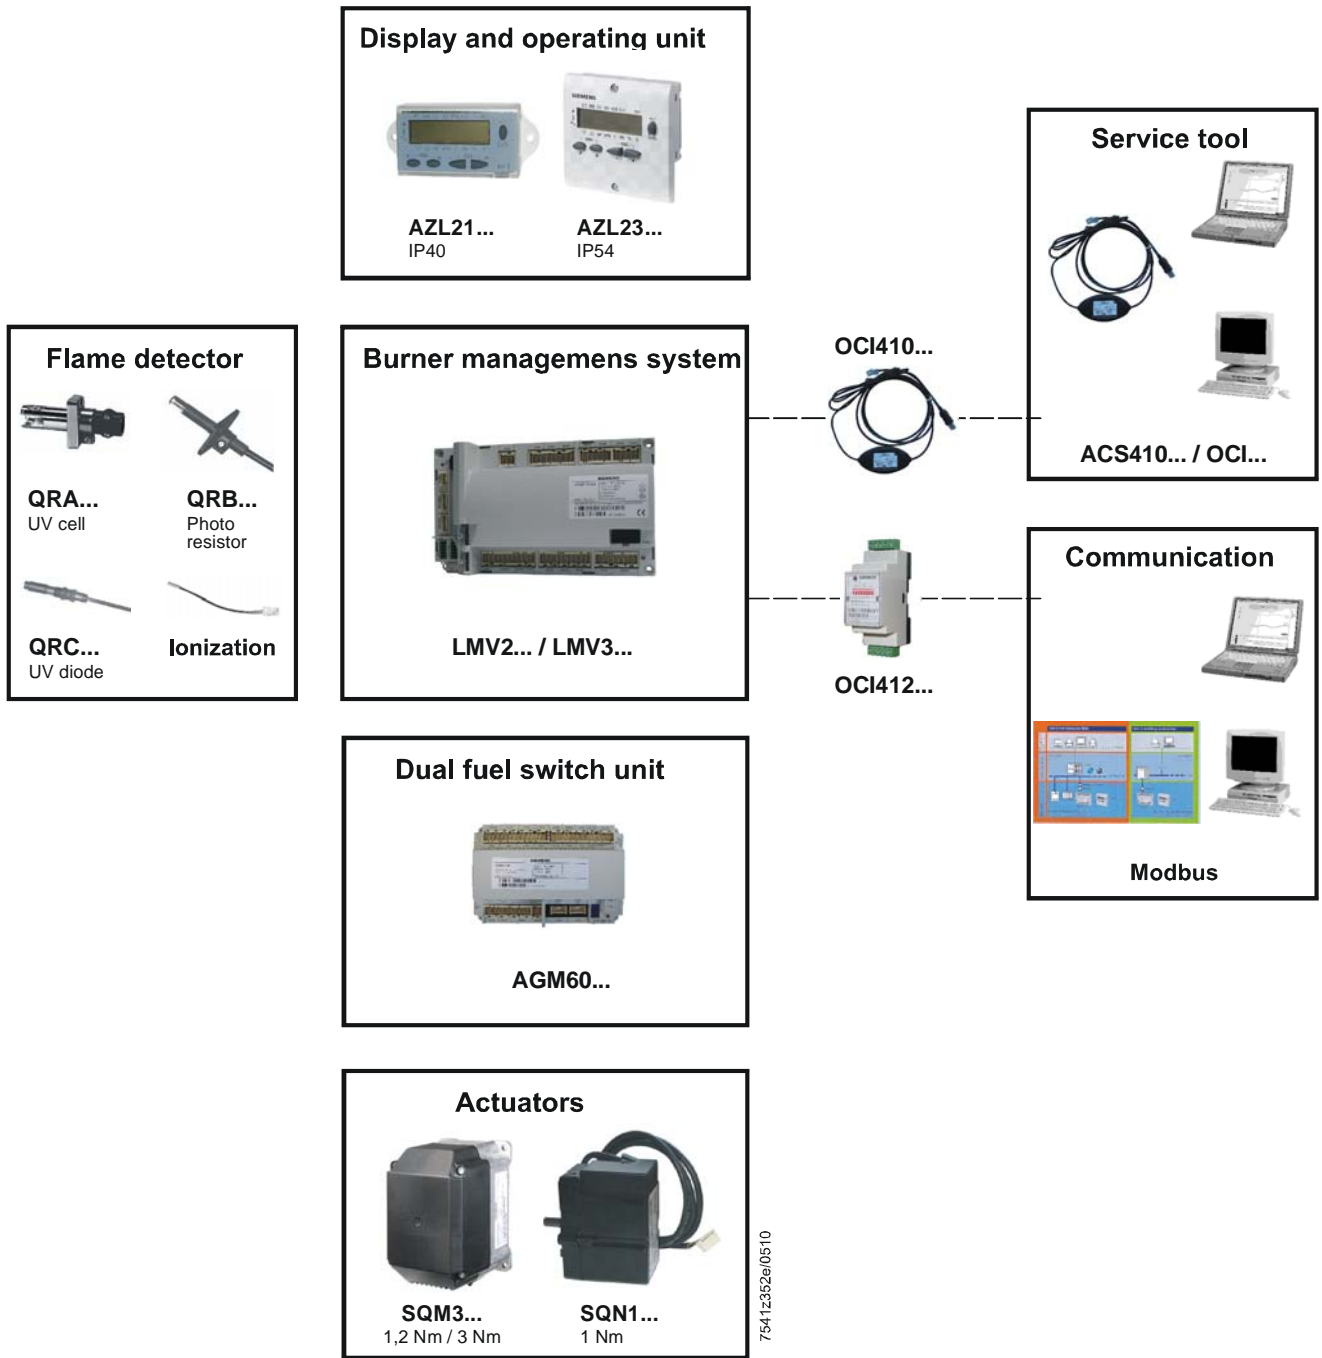 Display and operating unit
SIEMENS
AZL21...
IP40
AZL23...
IP54
Service tool
ACS410... / OCI...
Flame detector
QRA...
UV cell
QRB...
Photo
resistor
QRC...
UV diode
Ionization
Burner managemens system
LMV2... / LMV3...
OCI410...
OCI412...
Communication
Modbus
Dual fuel switch unit
SIEMENS
AGM60...
Actuators
SQM3...
1,2 Nm / 3 Nm
SQN1...
1 Nm
7541z352e/0510